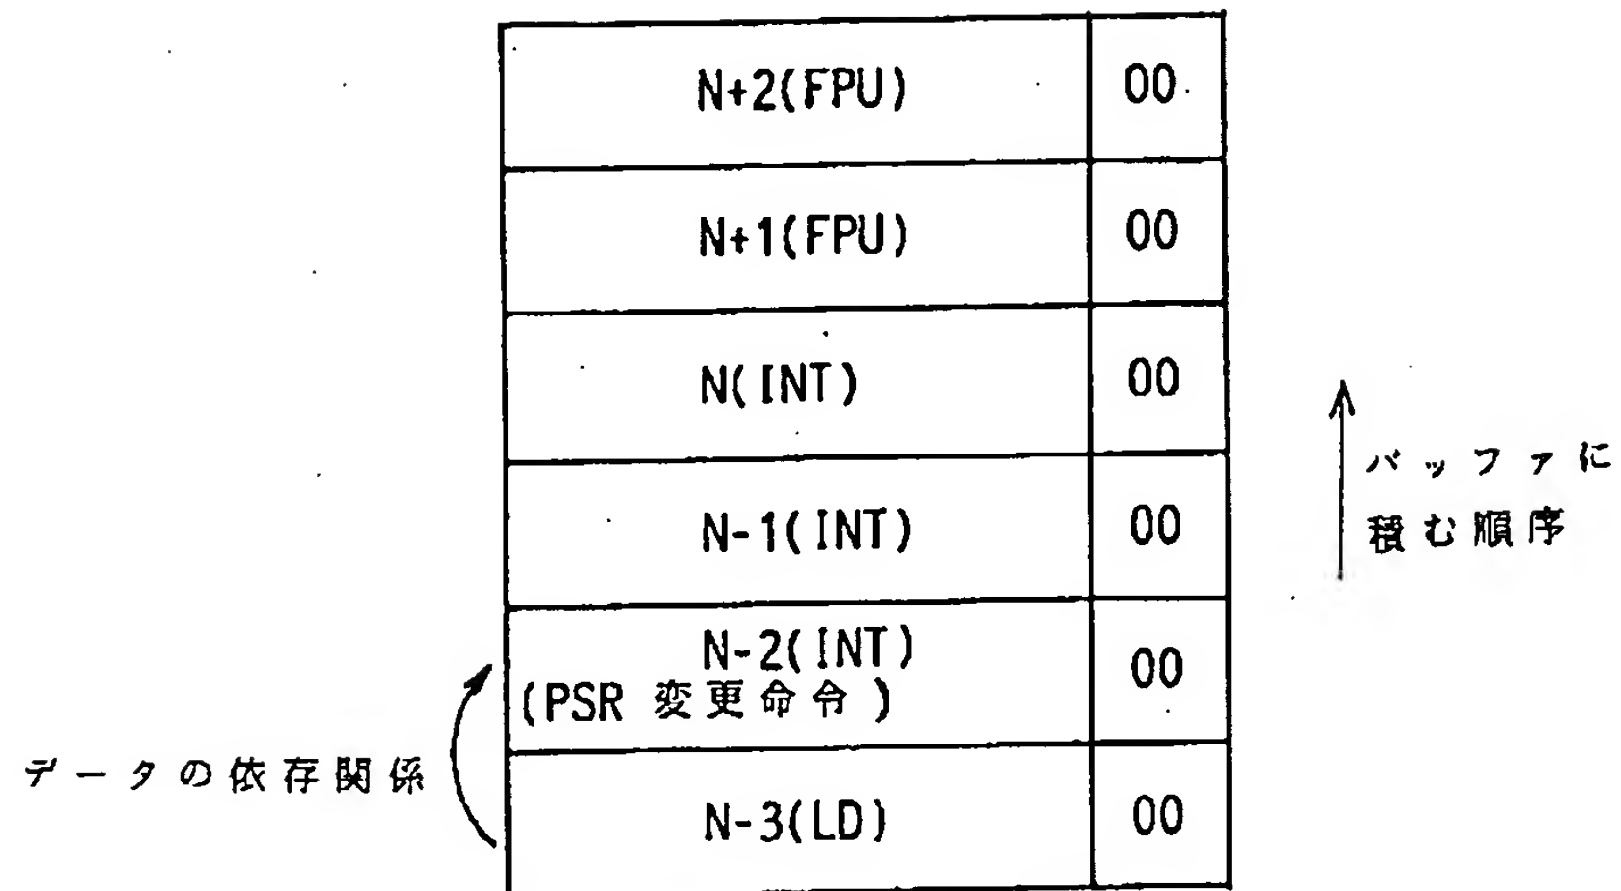 N+2(FPU) 00
N+1(FPU) 00
N(INT) 00
N-1(INT) 00
バッファに
積む順序
N-2(INT) 00
(PSR 変更命令)
データの依存関係
N-3(LD) 00